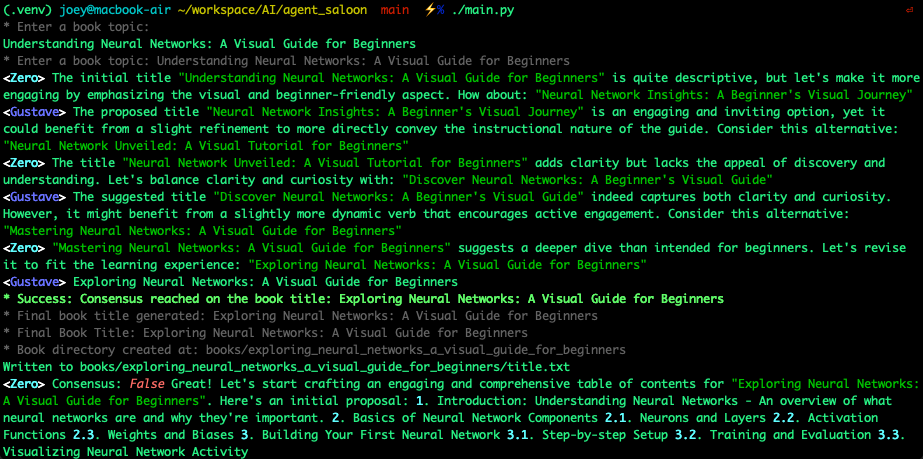 (.venv) joey@macbook-air ~/workspace/AI/agent_saloon  main  ⚡% ./main.py ⏎
* Enter a book topic:
Understanding Neural Networks: A Visual Guide for Beginners
* Enter a book topic: Understanding Neural Networks: A Visual Guide for Beginners
<Zero> The initial title "Understanding Neural Networks: A Visual Guide for Beginners" is quite descriptive, but let's make it more
engaging by emphasizing the visual and beginner-friendly aspect. How about: "Neural Network Insights: A Beginner's Visual Journey"
<Gustave> The proposed title "Neural Network Insights: A Beginner's Visual Journey" is an engaging and inviting option, yet it
could benefit from a slight refinement to more directly convey the instructional nature of the guide. Consider this alternative:
"Neural Network Unveiled: A Visual Tutorial for Beginners"
<Zero> The title "Neural Network Unveiled: A Visual Tutorial for Beginners" adds clarity but lacks the appeal of discovery and
understanding. Let's balance clarity and curiosity with: "Discover Neural Networks: A Beginner's Visual Guide"
<Gustave> The suggested title "Discover Neural Networks: A Beginner's Visual Guide" indeed captures both clarity and curiosity.
However, it might benefit from a slightly more dynamic verb that encourages active engagement. Consider this alternative:
"Mastering Neural Networks: A Visual Guide for Beginners"
<Zero> "Mastering Neural Networks: A Visual Guide for Beginners" suggests a deeper dive than intended for beginners. Let's revise
it to fit the learning experience: "Exploring Neural Networks: A Visual Guide for Beginners"
<Gustave> Exploring Neural Networks: A Visual Guide for Beginners
* Success: Consensus reached on the book title: Exploring Neural Networks: A Visual Guide for Beginners
* Final book title generated: Exploring Neural Networks: A Visual Guide for Beginners
* Final Book Title: Exploring Neural Networks: A Visual Guide for Beginners
* Book directory created at: books/exploring_neural_networks_a_visual_guide_for_beginners
Written to books/exploring_neural_networks_a_visual_guide_for_beginners/title.txt
<Zero> Consensus: False Great! Let's start crafting an engaging and comprehensive table of contents for "Exploring Neural Networks:
A Visual Guide for Beginners". Here's an initial proposal: 1. Introduction: Understanding Neural Networks - An overview of what
neural networks are and why they're important. 2. Basics of Neural Network Components 2.1. Neurons and Layers 2.2. Activation
Functions 2.3. Weights and Biases 3. Building Your First Neural Network 3.1. Step-by-step Setup 3.2. Training and Evaluation 3.3.
Visualizing Neural Network Activity